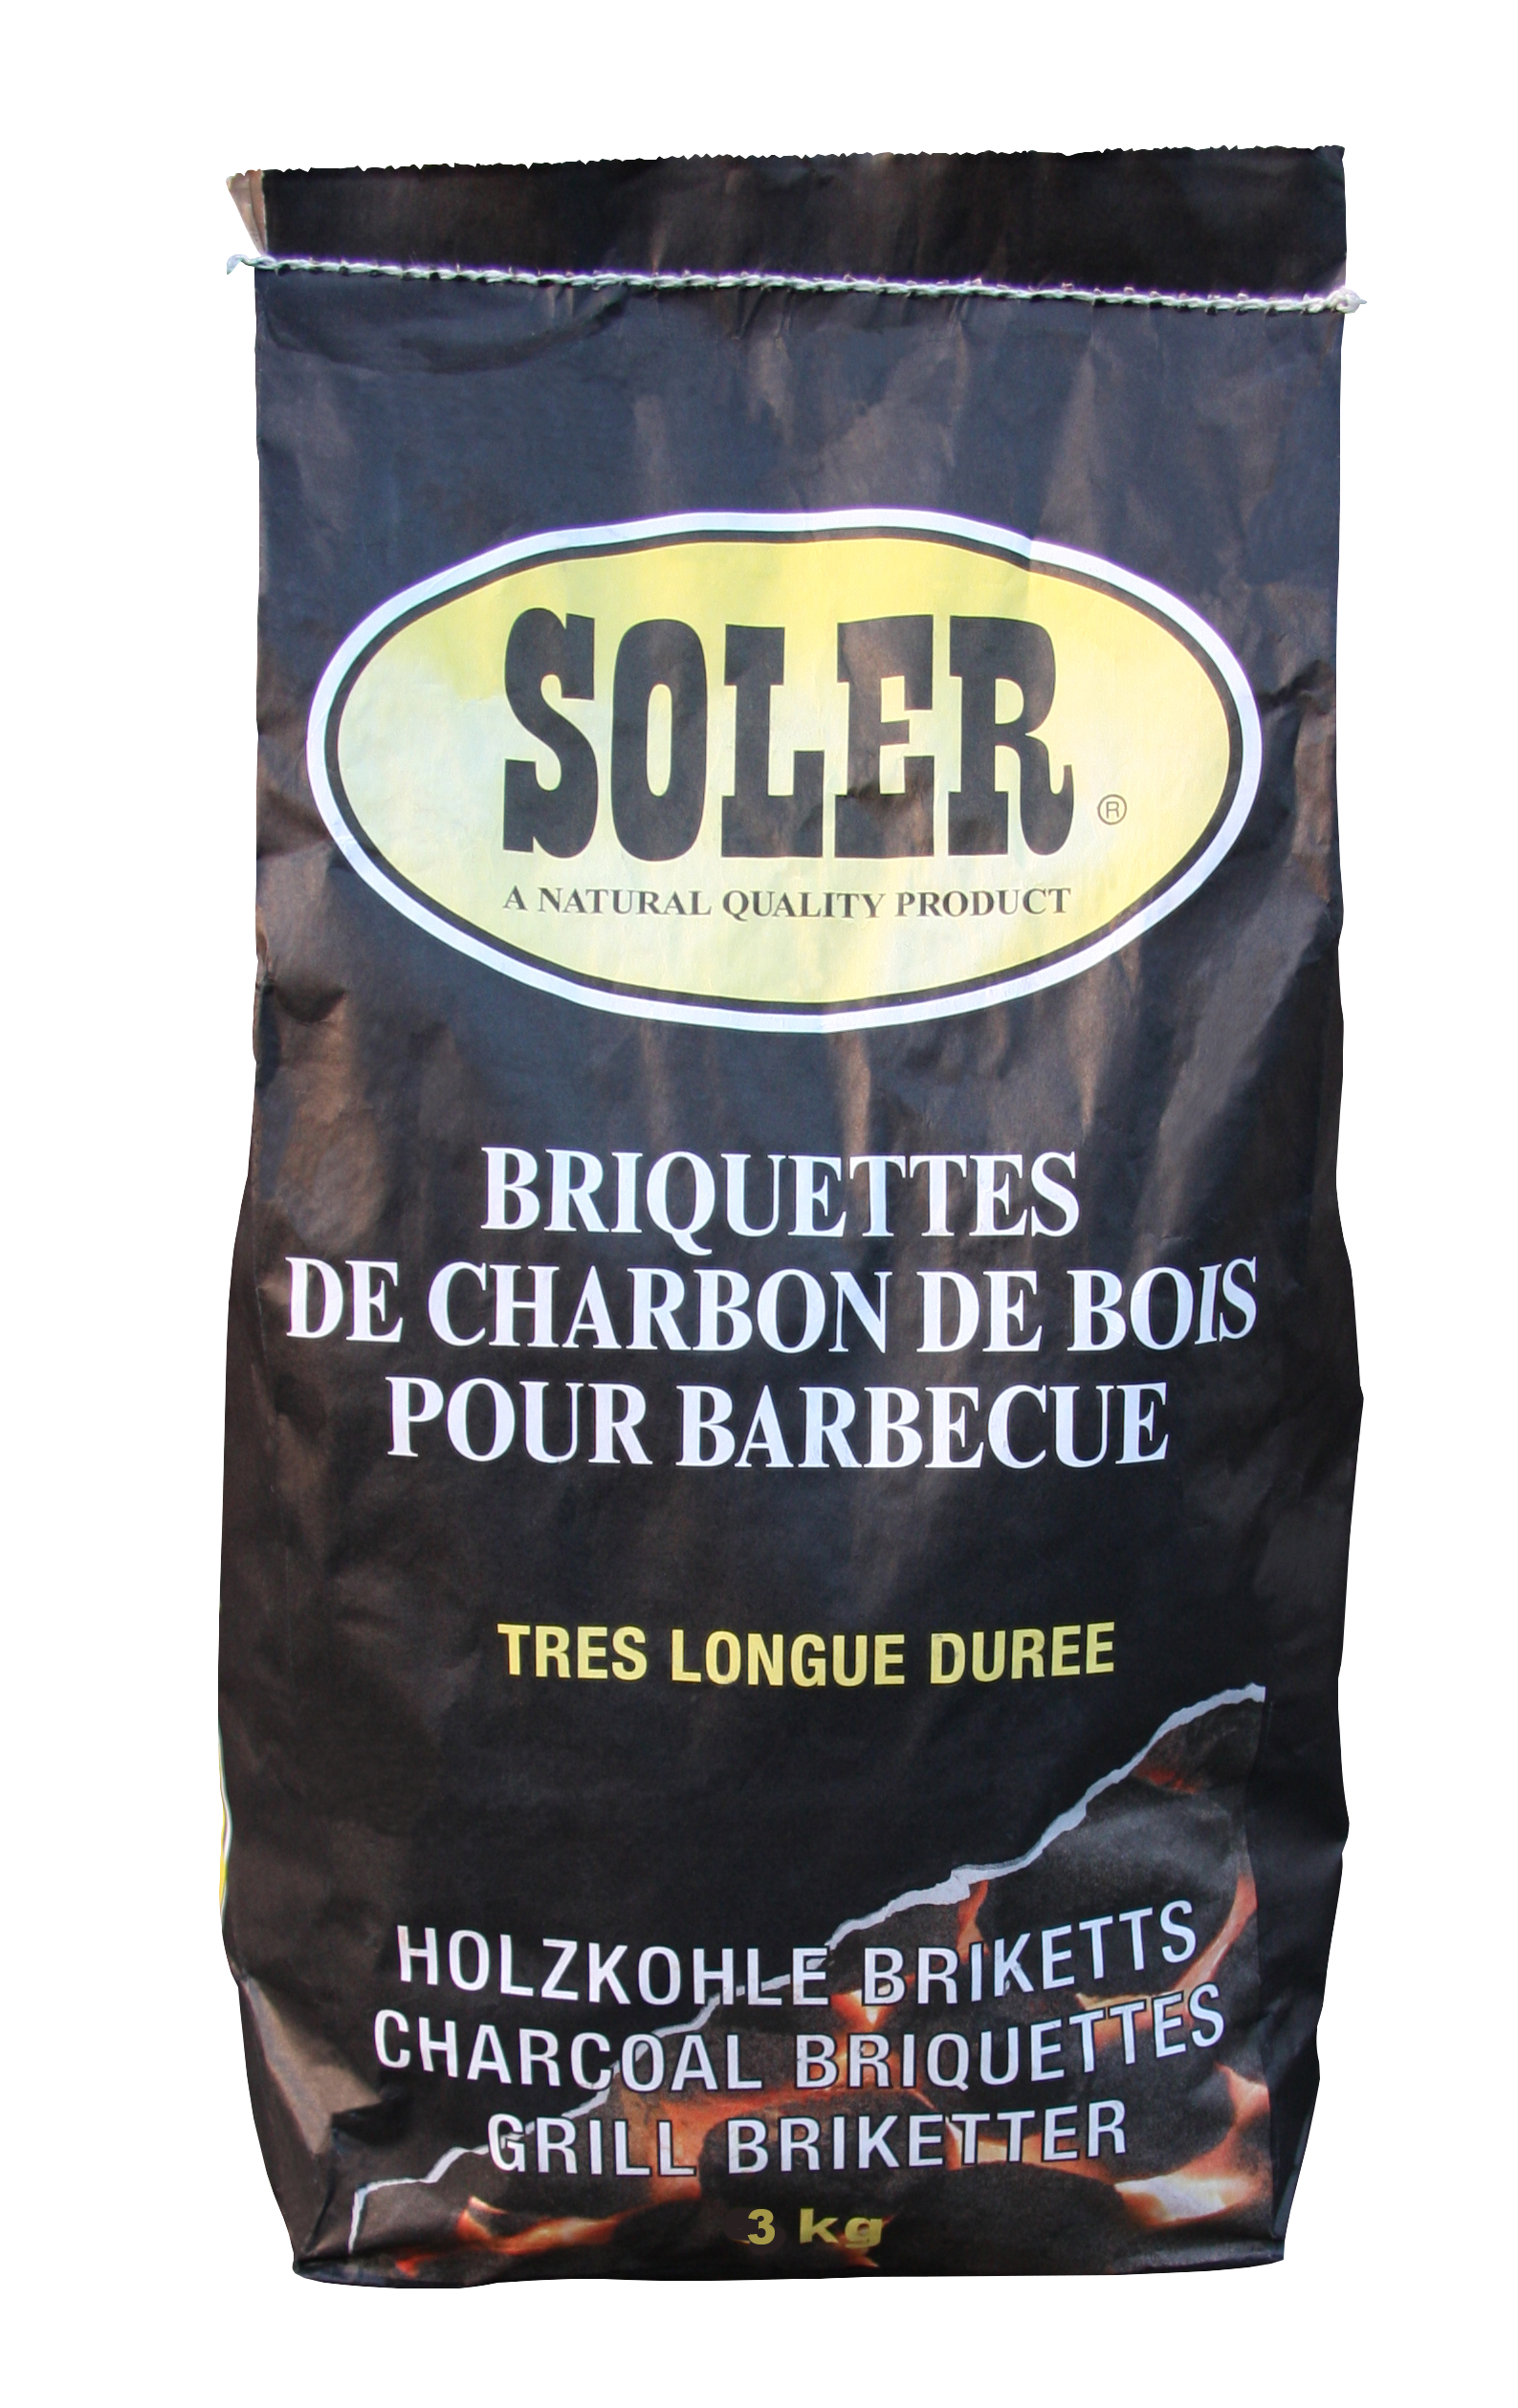 SOLER ®
A NATURAL QUALITY PRODUCT
BRIQUETTES
DE CHARBON DE BOIS
POUR BARBECUE
TRES LONGUE DUREE
HOLZKOHLE BRIKETTS
CHARCOAL BRIQUETTES
GRILL BRIKETTER
3 kg